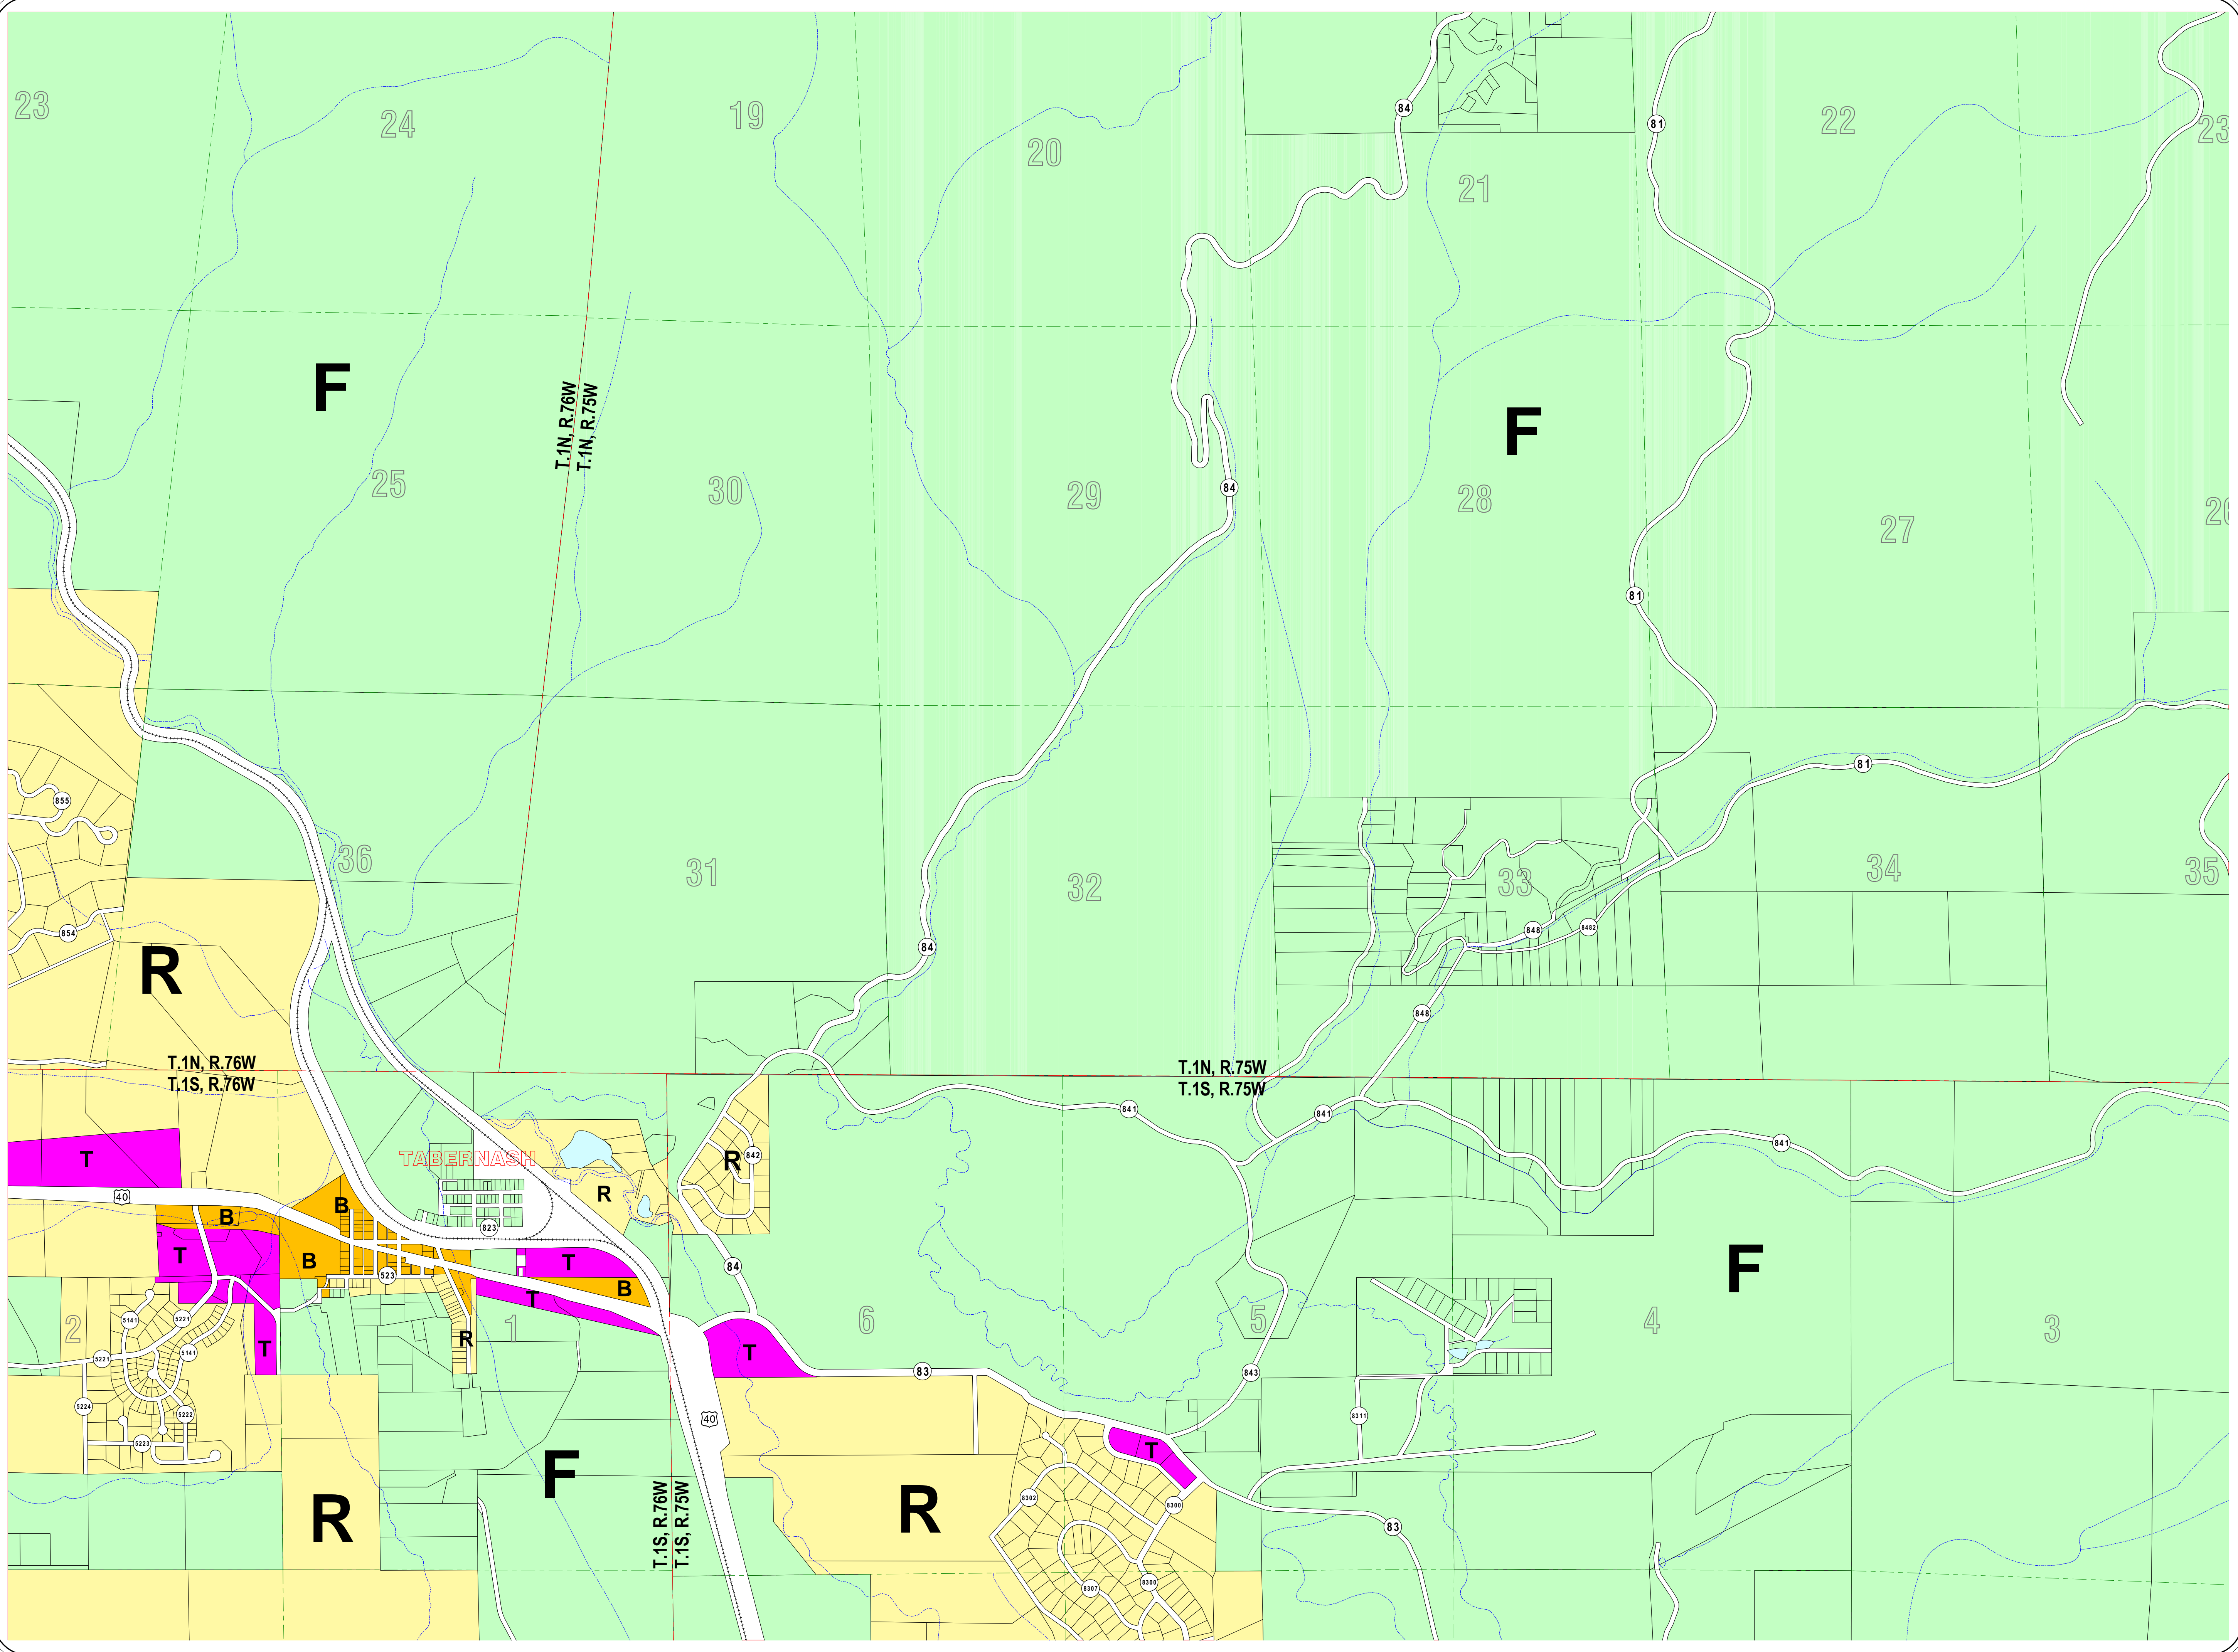 23
24
19
20
21
22
23
84
81
F
F
T.1N, R.76W
T.1N, R.75W
25
30
29
28
27
84
81
855
854
36
31
32
33
34
35
81
84
848
8482
848
R
T.1N, R.76W
T.1S, R.76W
T.1N, R.75W
T.1S, R.75W
841
841
841
T
TABERNASH
R
842
R
40
B
B
823
T
B
T
523
B
T
84
F
2
5141
5221
5141
5221
T
R
1
6
5
4
3
T
83
843
5224
5222
5223
40
8311
T
R
F
R
T.1S, R.76W
T.1S, R.75W
8302
8300
83
8307
8300